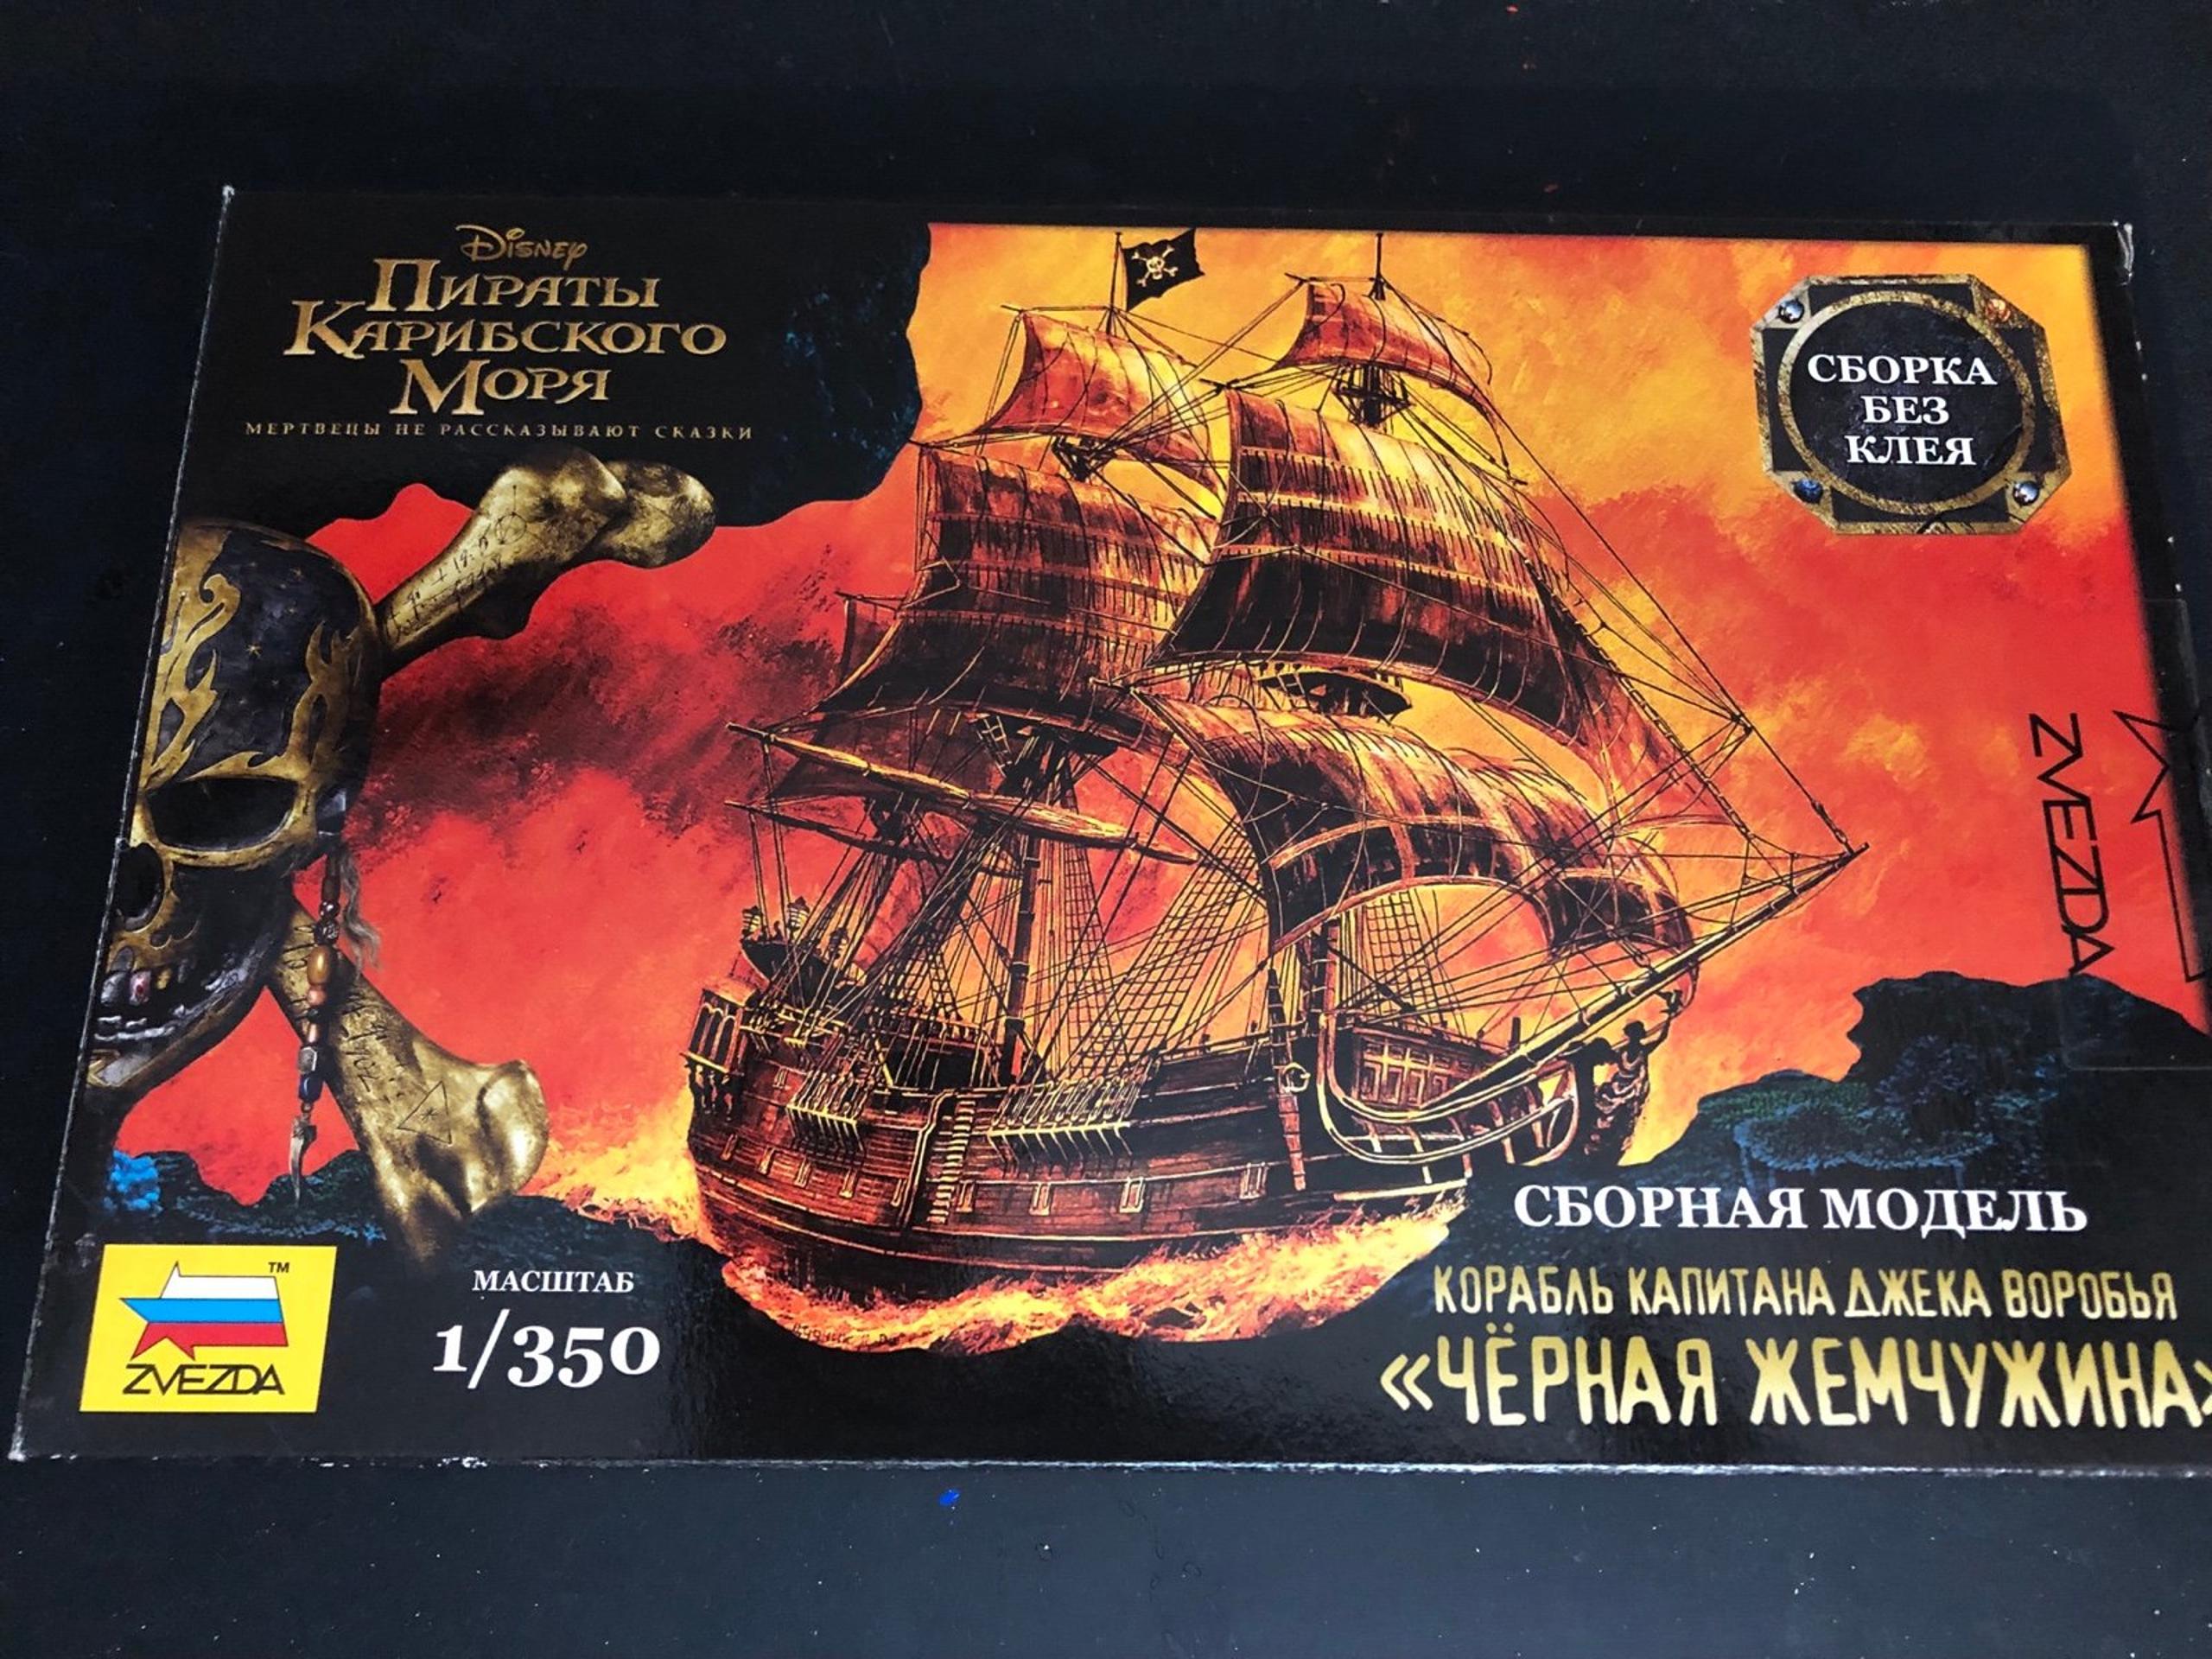 Disney
Пираты
Карибского
Моря
МЕРТВЕЦЫ НЕ РАССКАЗЫВАЮТ СКАЗКИ
СБОРКА
БЕЗ
КЛЕЯ
ZVEZDA
СБОРНАЯ МОДЕЛЬ
КОРАБЛЬ КАПИТАНА ДЖЕКА ВОРОБЬЯ
«ЧЁРНАЯ ЖЕМЧУЖИНА»
МАСШТАБ
1/350
TM
ZVEZDA